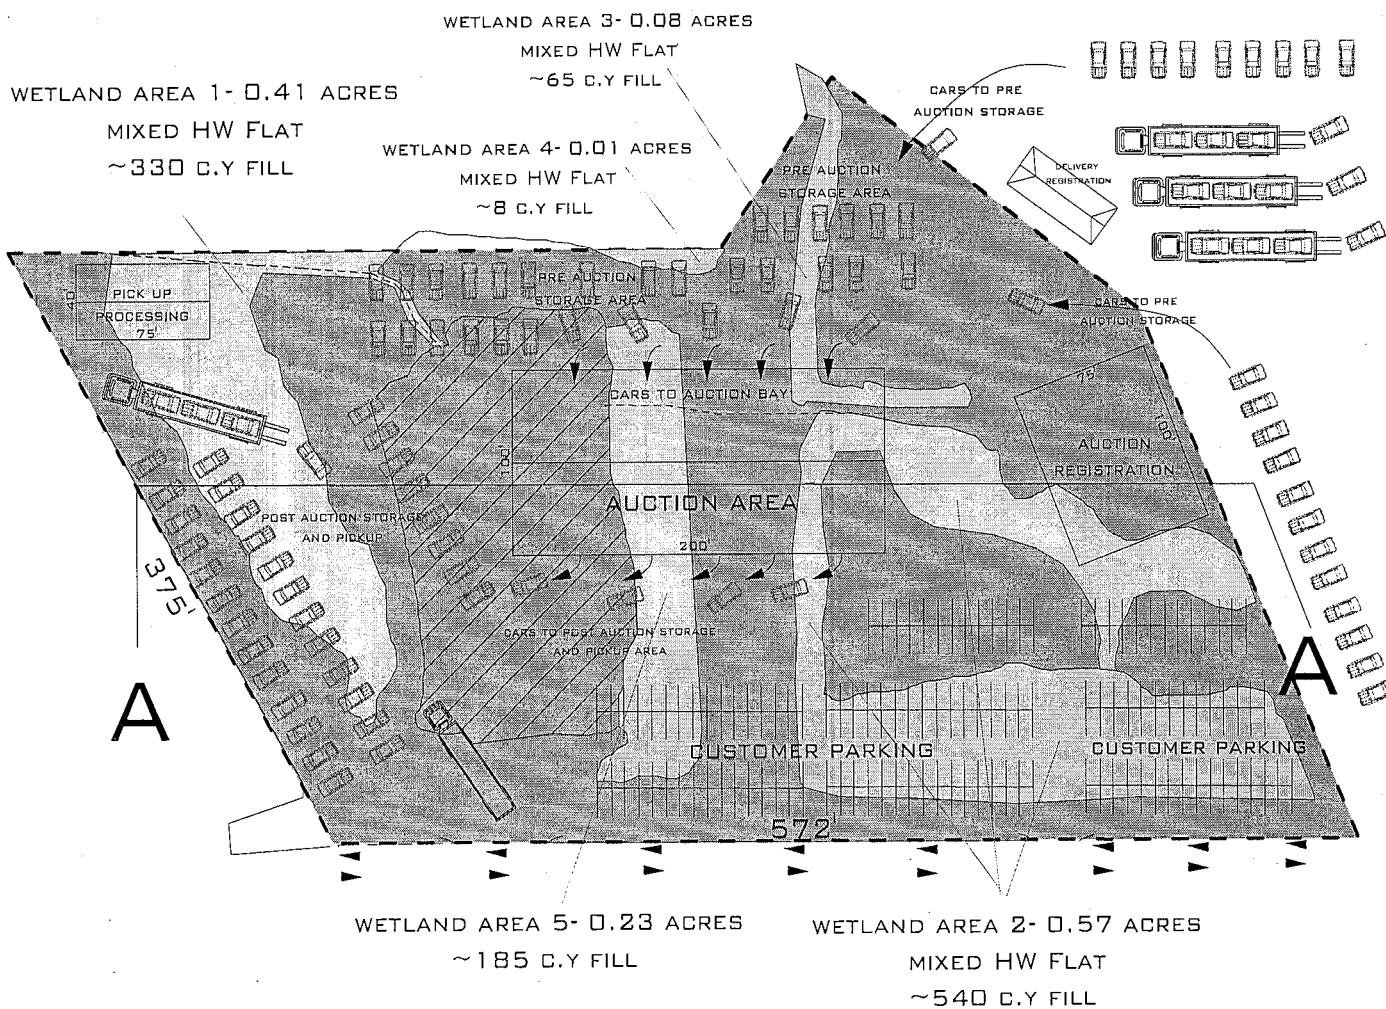 WETLAND AREA 3- 0.08 ACRES
MIXED HW FLAT
~65 C.Y FILL
WETLAND AREA 1- 0.41 ACRES
MIXED HW FLAT
~330 C.Y FILL
WETLAND AREA 4- 0.01 ACRES
MIXED HW FLAT
~8 C.Y FILL
CARS TO PRE
AUCTION STORAGE
DELIVERY
REGISTRATION
PRE AUCTION
STORAGE AREA
PRE AUCTION
STORAGE AREA
40'
PICK UP
PROCESSING
75'
CARS TO PRE
AUCTION STORAGE
CARS TO AUCTION BAY
75'
100'
AUCTION
REGISTRATION
100'
AUCTION AREA
200'
POST AUCTION STORAGE
AND PICKUP
375'
CARS TO POST AUCTION STORAGE
AND PICKUP AREA
A
A
CUSTOMER PARKING
CUSTOMER PARKING
572'
WETLAND AREA 5- 0.23 ACRES
~185 C.Y FILL
WETLAND AREA 2- 0.57 ACRES
MIXED HW FLAT
~540 C.Y FILL